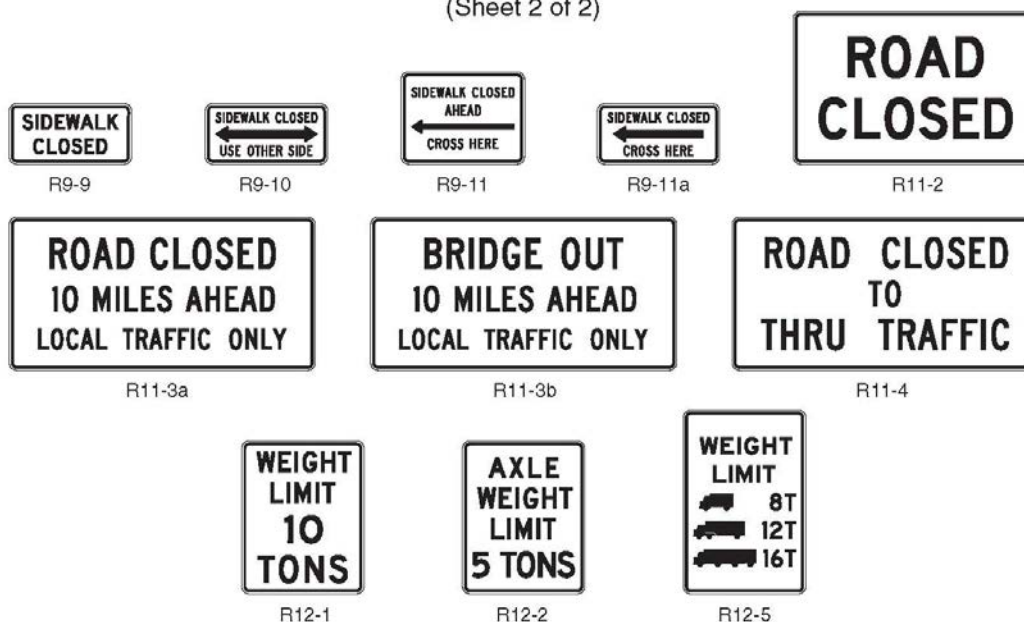 (Sheet 2 of 2)
SIDEWALK
CLOSED
R9-9
SIDEWALK CLOSED
USE OTHER SIDE
R9-10
SIDEWALK CLOSED
AHEAD
CROSS HERE
R9-11
SIDEWALK CLOSED
CROSS HERE
R9-11a
ROAD
CLOSED
R11-2
ROAD CLOSED
10 MILES AHEAD
LOCAL TRAFFIC ONLY
R11-3a
BRIDGE OUT
10 MILES AHEAD
LOCAL TRAFFIC ONLY
R11-3b
ROAD CLOSED
TO
THRU TRAFFIC
R11-4
WEIGHT
LIMIT
10
TONS
R12-1
AXLE
WEIGHT
LIMIT
5 TONS
R12-2
WEIGHT
LIMIT
8T
12T
16T
R12-5